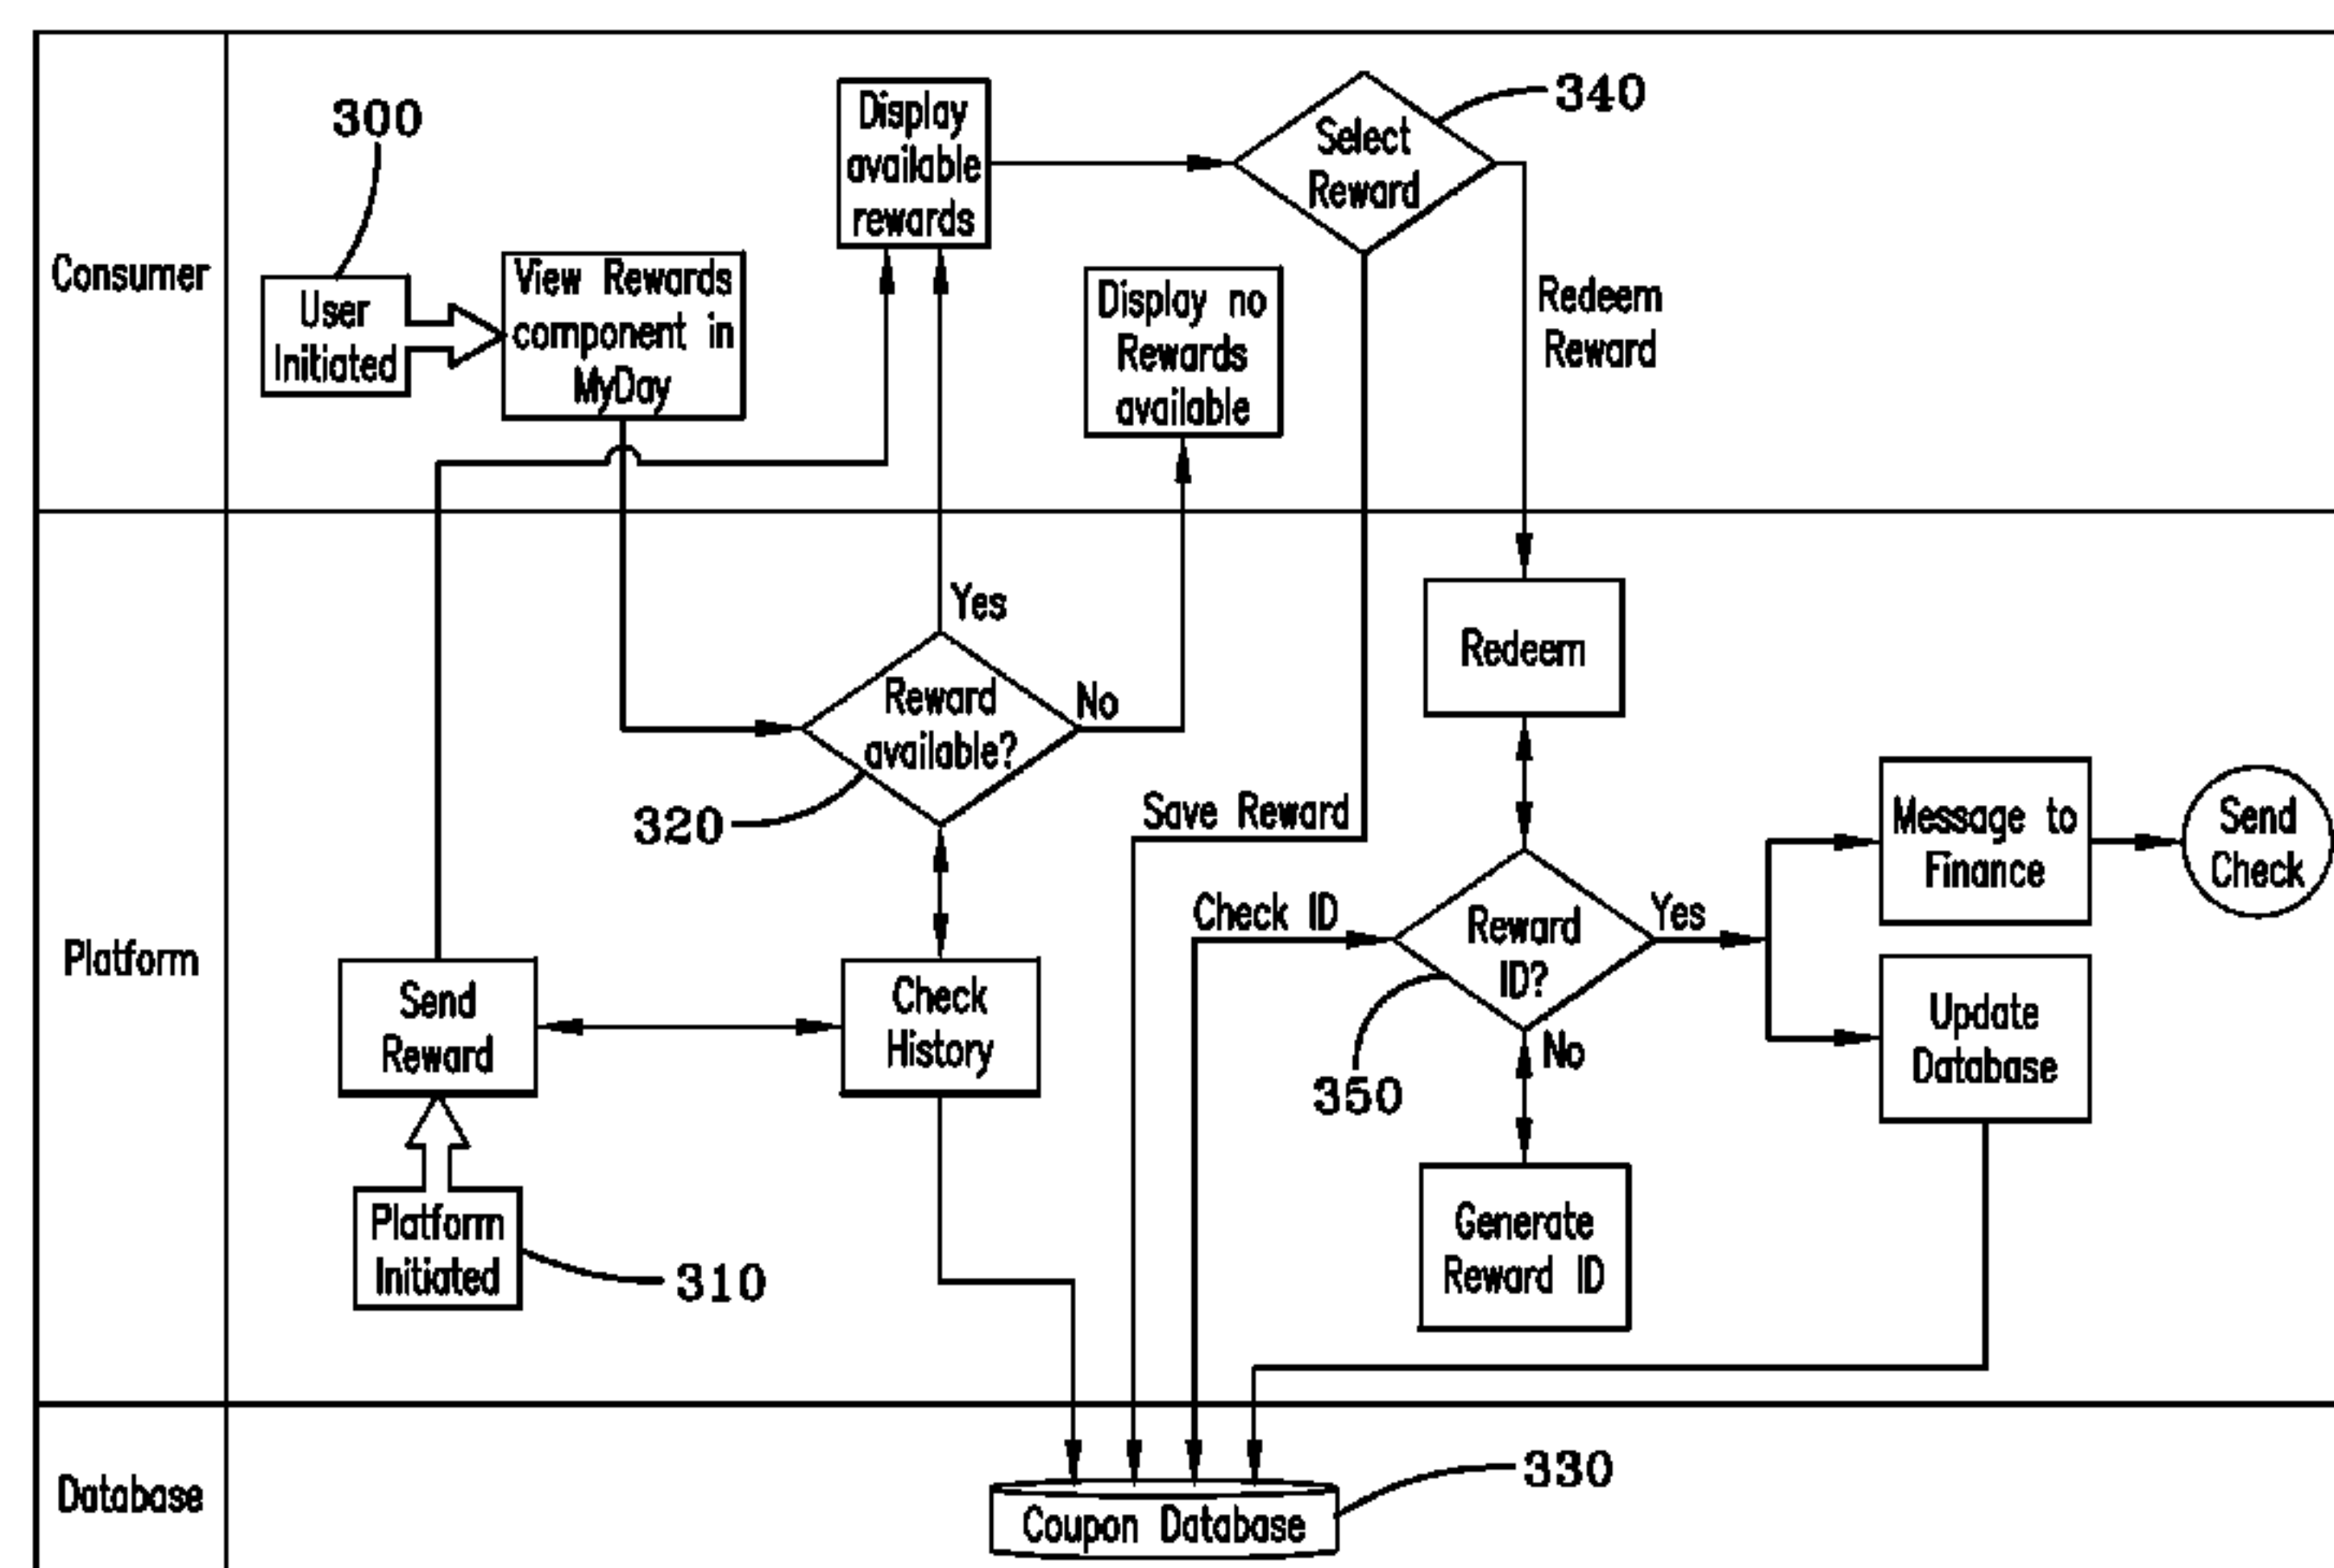 Consumer
300
User
Initiated
View Rewards
component in
MyDay
Display
available
rewards
Display no
Rewards
available
Select
Reward
340
Redeem
Reward
Platform
Yes
Reward
available?
No
320
Save Reward
Redeem
Check ID
Reward
ID?
Yes
No
350
Message to
Finance
Send
Check
Update
Database
Send
Reward
Check
History
Platform
Initiated
310
Generate
Reward ID
Database
Coupon Database
330